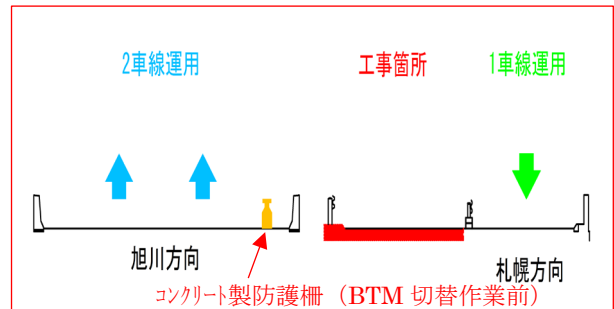 2車線運用
工事箇所
1車線運用
旭川方向
札幌方向
コンクリート製防護柵（BTM 切替作業前）